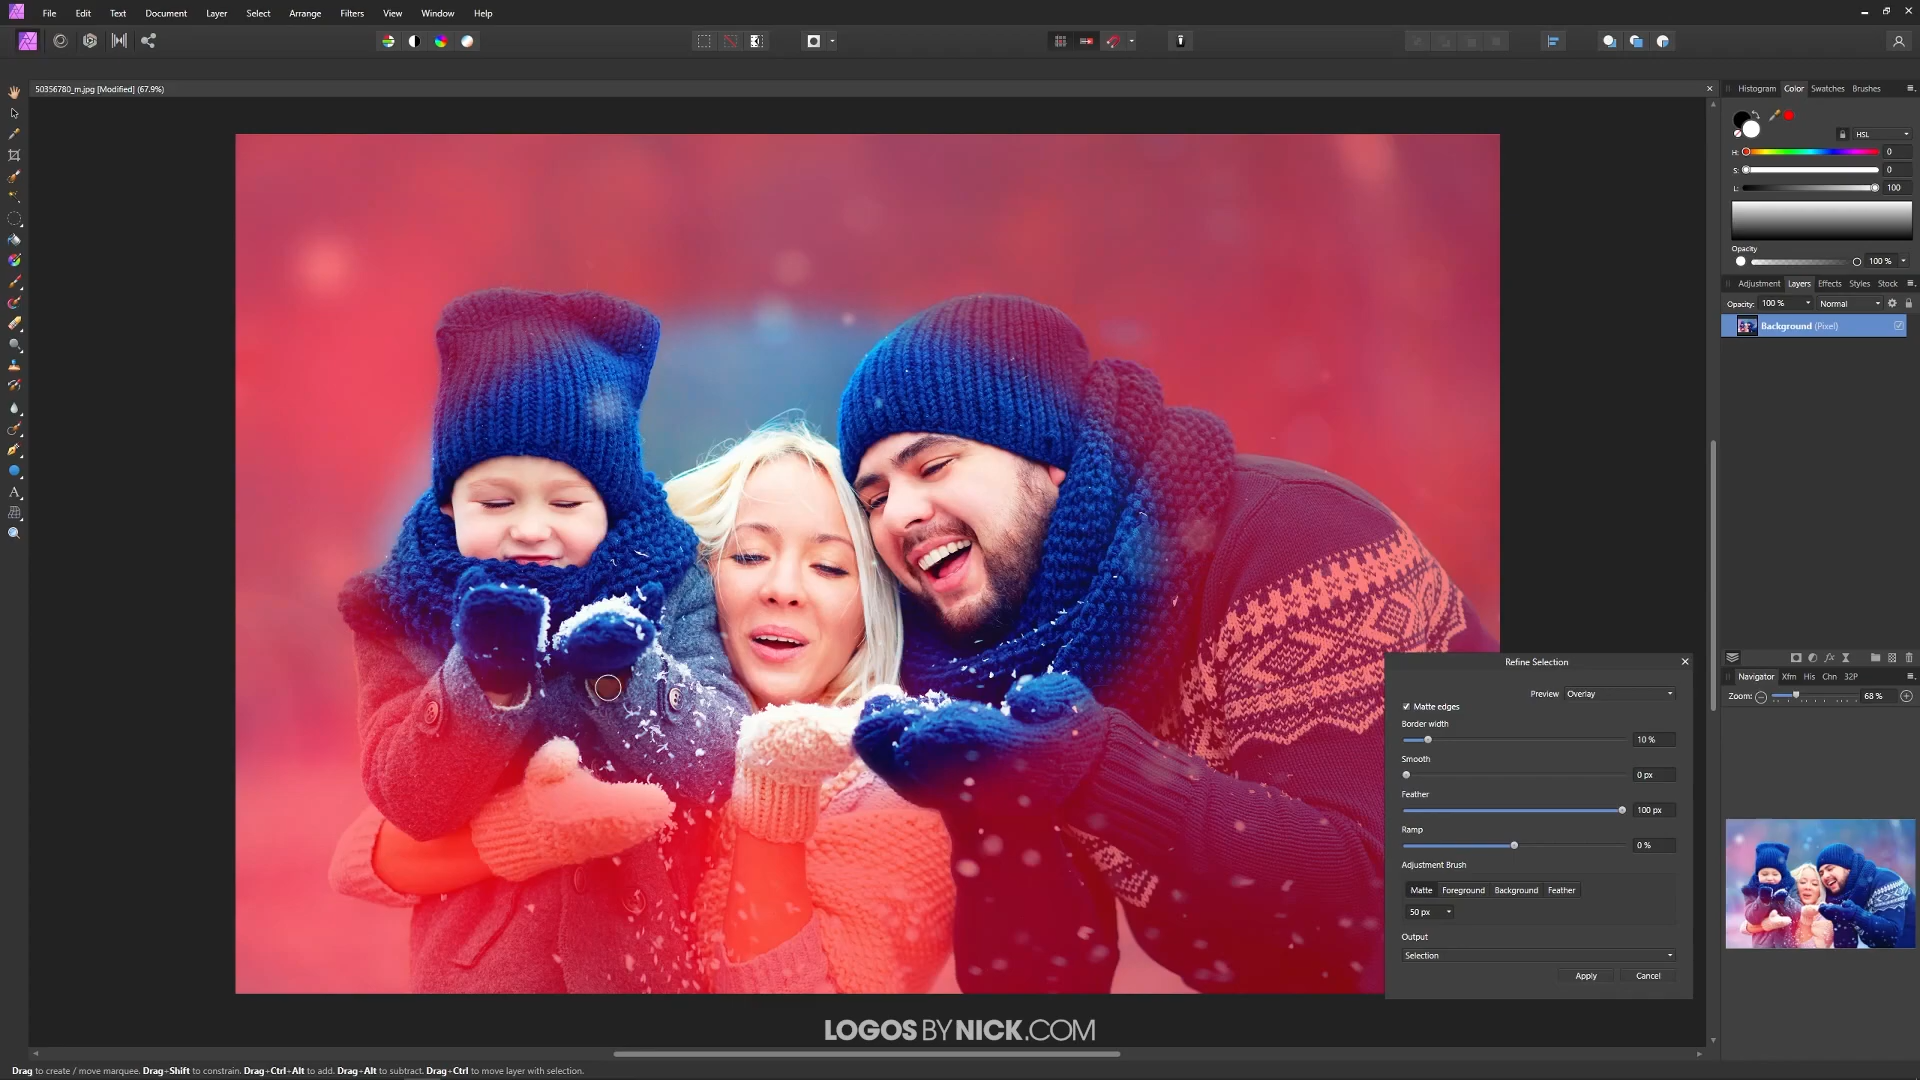 File Edit Text Document Layer Select Arrange Filters View Window Help
50356780_m.jpg [Modified] (67.9%)
Histogram Color Swatches Brushes
HSL
H: 0
S: 0
L: 100
Opacity
100 %
Adjustment Layers Effects Styles Stock
Opacity: 100 % Normal
Background (Pixel)
Navigator Xfm His Chn 32P
Zoom: 68 %
Refine Selection
Preview Overlay
Matte edges
Border width
10 %
Smooth
0 px
Feather
100 px
Ramp
0 %
Adjustment Brush
Matte Foreground Background Feather
50 px
Output
Selection
Apply Cancel
LOGOS BY NICK.COM
Drag to create / move marquee. Drag+Shift to constrain. Drag+Ctrl+Alt to add. Drag+Alt to subtract. Drag+Ctrl to move layer with selection.